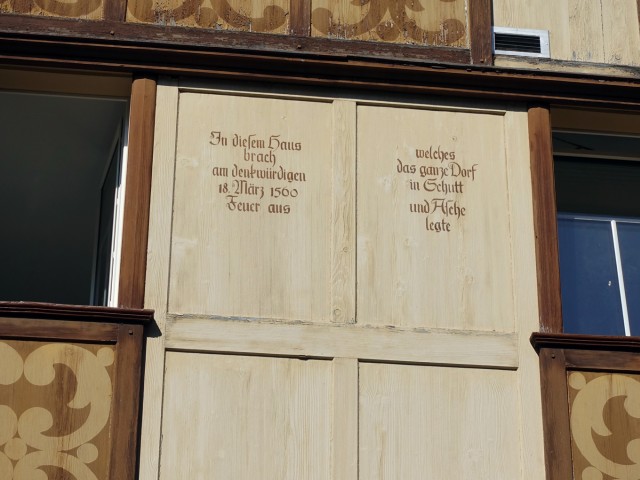 In diesem Haus
brach
am denkwürdigen
18. März 1560
Feuer aus
welches
das ganze Dorf
in Schutt
und Asche
legte